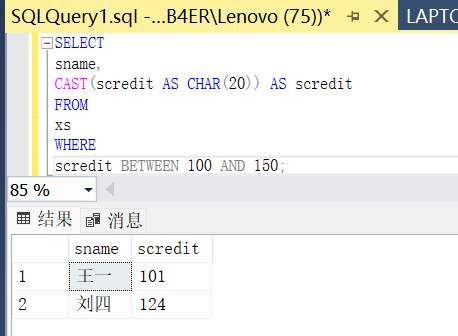 SQLQuery1.sql -...B4ER\Lenovo (75))* LAPTO
SELECT
sname,
CAST(scredit AS CHAR(20)) AS scredit
FROM
xs
WHERE
scredit BETWEEN 100 AND 150;
85 %
结果 消息
sname scredit
1 王一 101
2 刘四 124